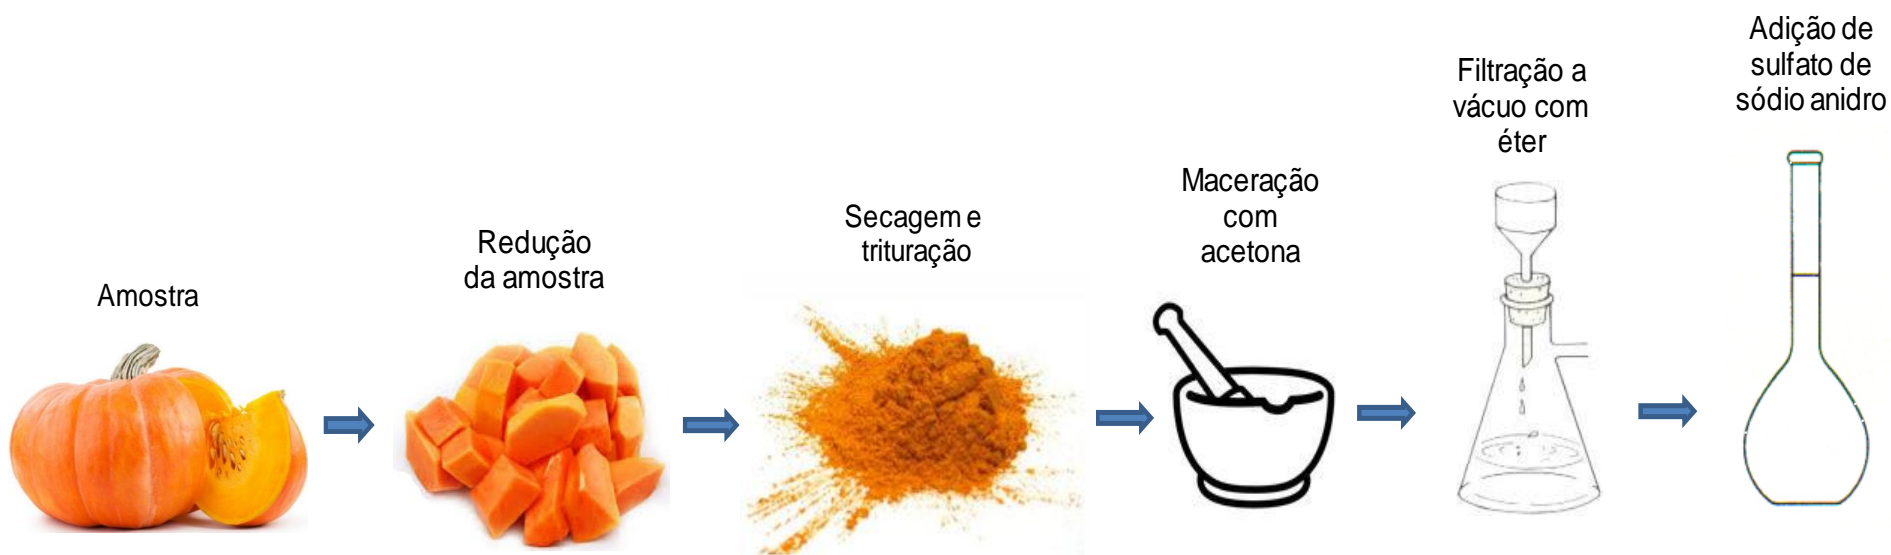 Amostra
Redução
da amostra
Secagem e
trituração
Maceração
com
acetona
Filtração a
vácuo com
éter
Adição de
sulfato de
sódio anidro